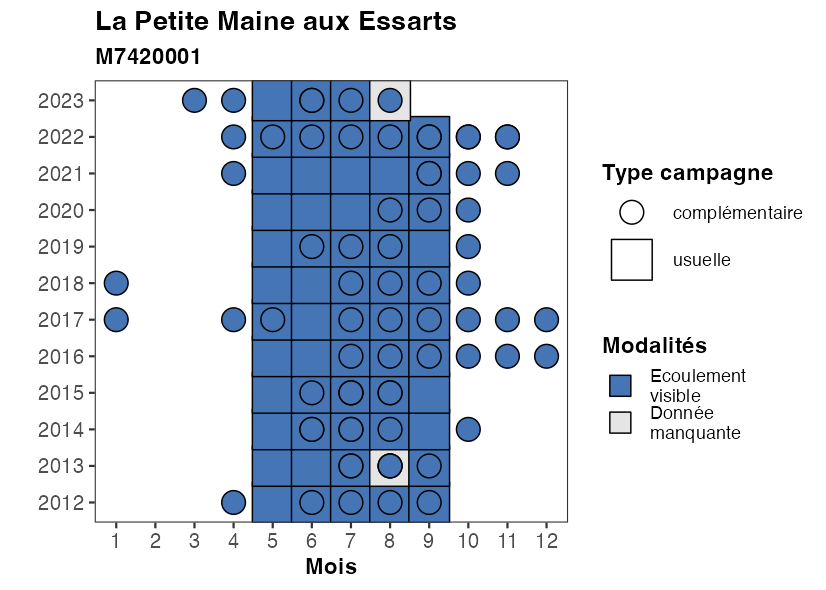 La Petite Maine aux Essarts
M7420001
2023
2022
2021
2020
2019
2018
2017
2016
2015
2014
2013
2012
1 2 3 4 5 6 7 8 9 10 11 12
Mois
Type campagne
complémentaire
usuelle
Modalités
Ecoulement
visible
Donnée
manquante